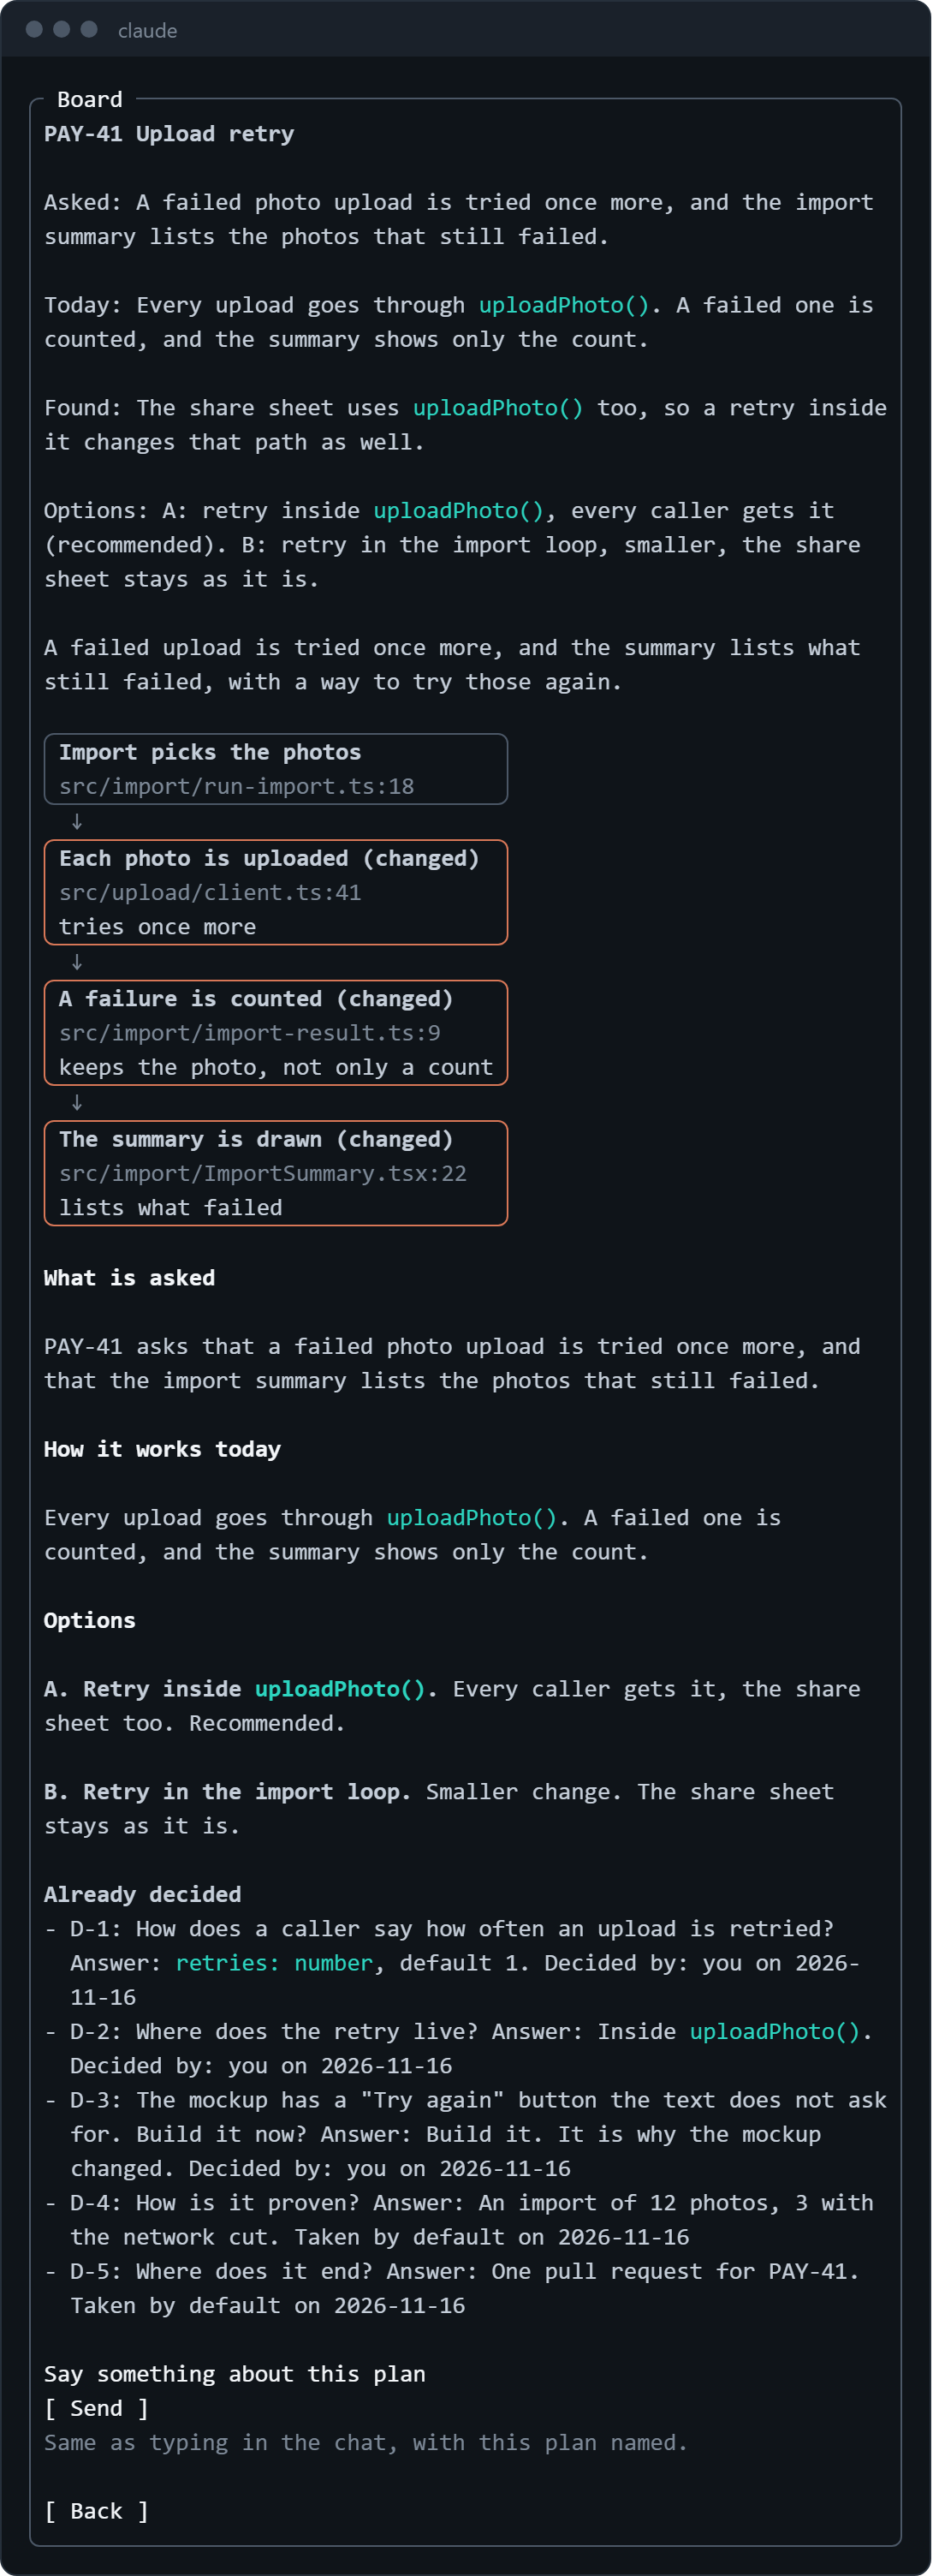 claude
Board
PAY-41 Upload retry
Asked: A failed photo upload is tried once more, and the import
summary lists the photos that still failed.
Today: Every upload goes through uploadPhoto(). A failed one is
counted, and the summary shows only the count.
Found: The share sheet uses uploadPhoto() too, so a retry inside
it changes that path as well.
Options: A: retry inside uploadPhoto(), every caller gets it
(recommended). B: retry in the import loop, smaller, the share
sheet stays as it is.
A failed upload is tried once more, and the summary lists what
still failed, with a way to try those again.
Import picks the photos
src/import/run-import.ts:18
↓
Each photo is uploaded (changed)
src/upload/client.ts:41
tries once more
↓
A failure is counted (changed)
src/import/import-result.ts:9
keeps the photo, not only a count
↓
The summary is drawn (changed)
src/import/ImportSummary.tsx:22
lists what failed
What is asked
PAY-41 asks that a failed photo upload is tried once more, and
that the import summary lists the photos that still failed.
How it works today
Every upload goes through uploadPhoto(). A failed one is
counted, and the summary shows only the count.
Options
A. Retry inside uploadPhoto(). Every caller gets it, the share
sheet too. Recommended.
B. Retry in the import loop. Smaller change. The share sheet
stays as it is.
Already decided
- D-1: How does a caller say how often an upload is retried?
Answer: retries: number, default 1. Decided by: you on 2026-
11-16
- D-2: Where does the retry live? Answer: Inside uploadPhoto().
Decided by: you on 2026-11-16
- D-3: The mockup has a "Try again" button the text does not ask
for. Build it now? Answer: Build it. It is why the mockup
changed. Decided by: you on 2026-11-16
- D-4: How is it proven? Answer: An import of 12 photos, 3 with
the network cut. Taken by default on 2026-11-16
- D-5: Where does it end? Answer: One pull request for PAY-41.
Taken by default on 2026-11-16
Say something about this plan
[ Send ]
Same as typing in the chat, with this plan named.
[ Back ]